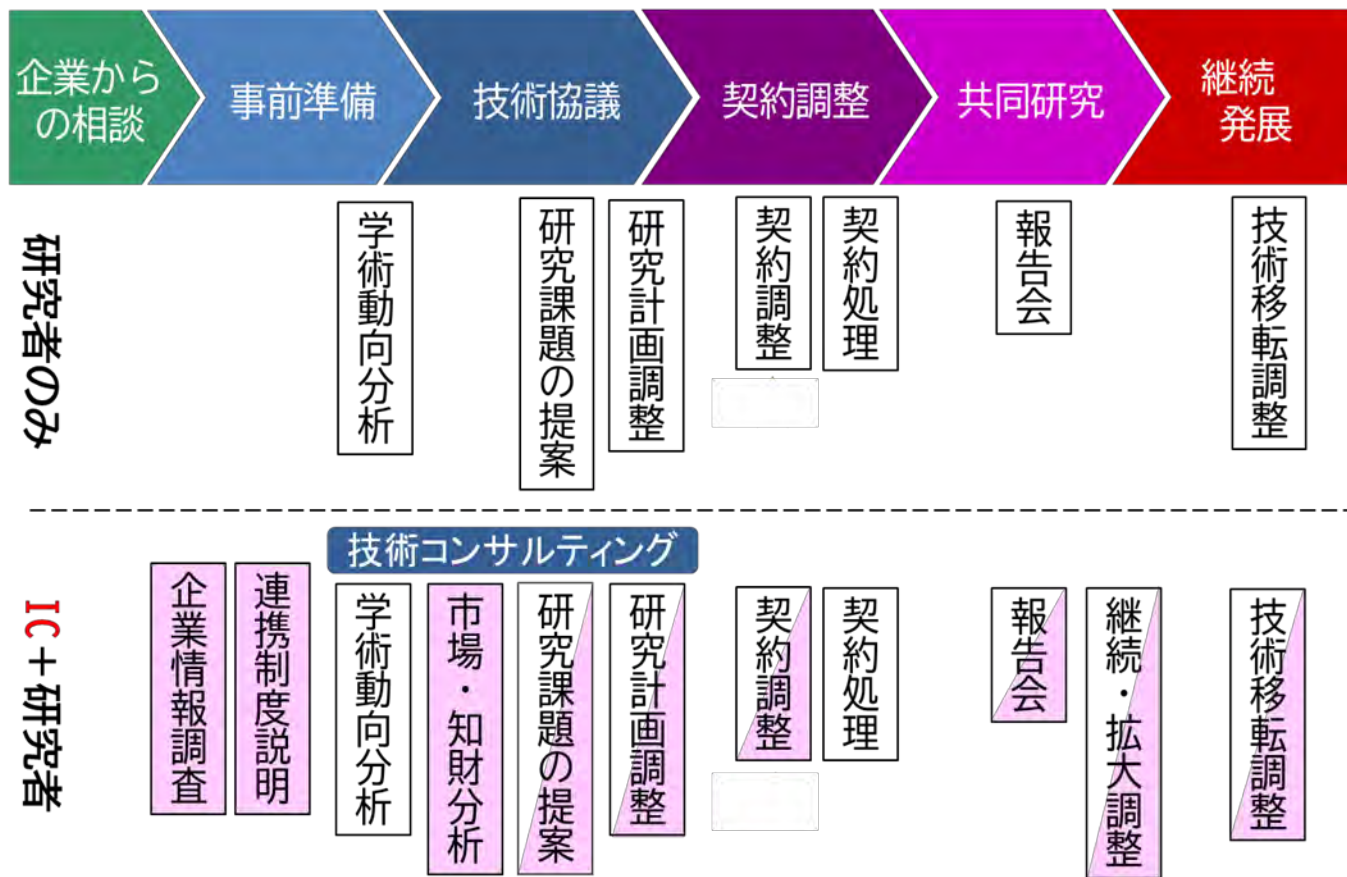 企業から
の相談
事前準備
技術協議
契約調整
共同研究
継続
発展
研究者のみ
学術動向分析
研究課題の提案
研究計画調整
契約調整
契約処理
報告会
技術移転調整
IC+研究者
技術コンサルティング
企業情報調査
連携制度説明
学術動向分析
市場・知財分析
研究課題の提案
研究計画調整
契約調整
契約処理
報告会
継続・拡大調整
技術移転調整